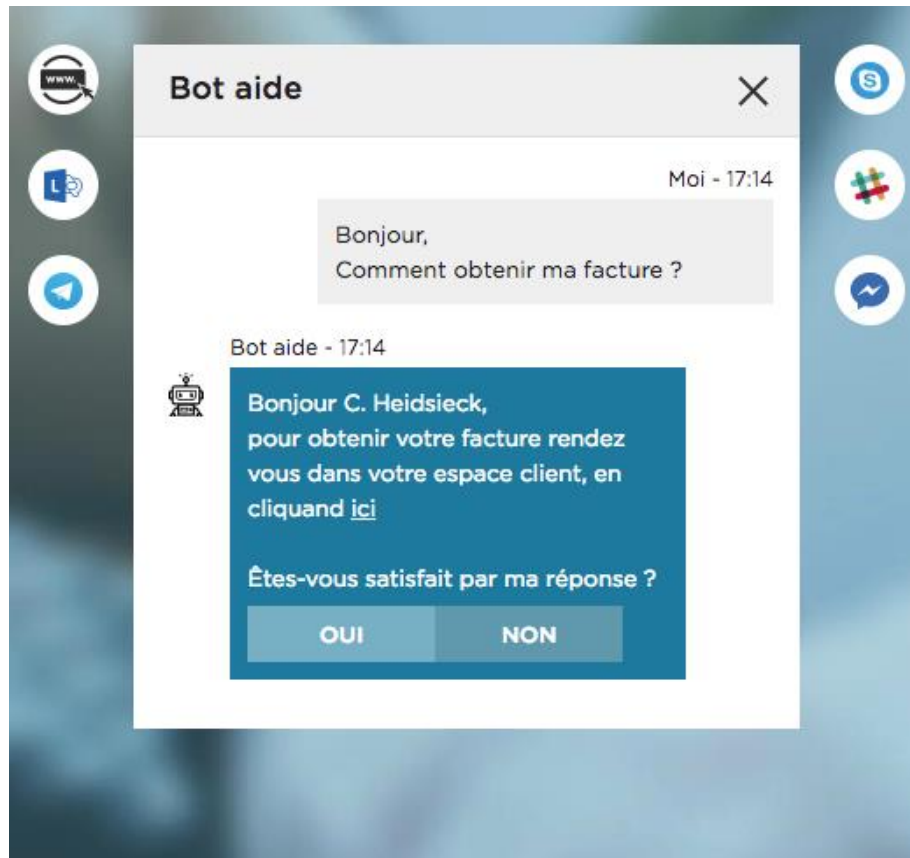 www.
Bot aide
Moi - 17:14
Bonjour,
Comment obtenir ma facture ?
Bot aide - 17:14
Bonjour C. Heidsieck,
pour obtenir votre facture rendez
vous dans votre espace client, en
cliquand ici
Êtes-vous satisfait par ma réponse ?
OUI NON